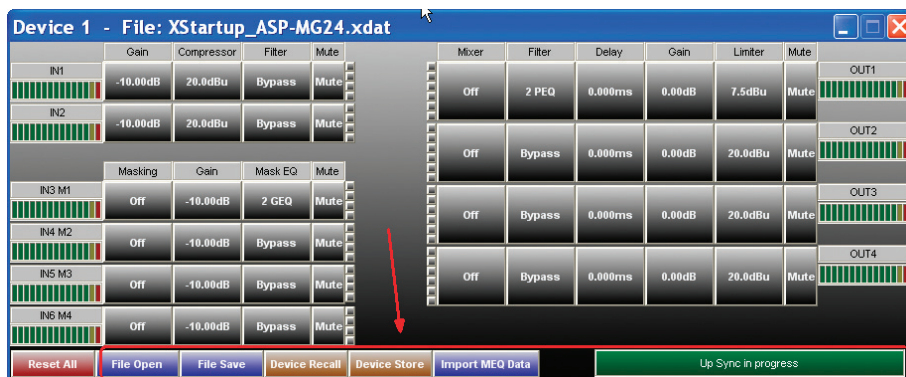 Device 1 - File: XStartup_ASP-MG24.xdat
Gain Compressor Filter Mute Mixer Filter Delay Gain Limiter Mute
IN1 -10.00dB 20.0dBu Bypass Mute Off 2 PEQ 0.000ms 0.00dB 7.5dBu Mute OUT1
IN2 -10.00dB 20.0dBu Bypass Mute Off Bypass 0.000ms 0.00dB 20.0dBu Mute OUT2
Masking Gain Mask EQ Mute
IN3 M1 Off -10.00dB 2 GEQ Mute Off Bypass 0.000ms 0.00dB 20.0dBu Mute OUT3
IN4 M2 Off -10.00dB Bypass Mute Off Bypass 0.000ms 0.00dB 20.0dBu Mute OUT4
IN5 M3 Off -10.00dB Bypass Mute
IN6 M4 Off -10.00dB Bypass Mute
Reset All File Open File Save Device Recall Device Store Import MEQ Data Up Sync in progress